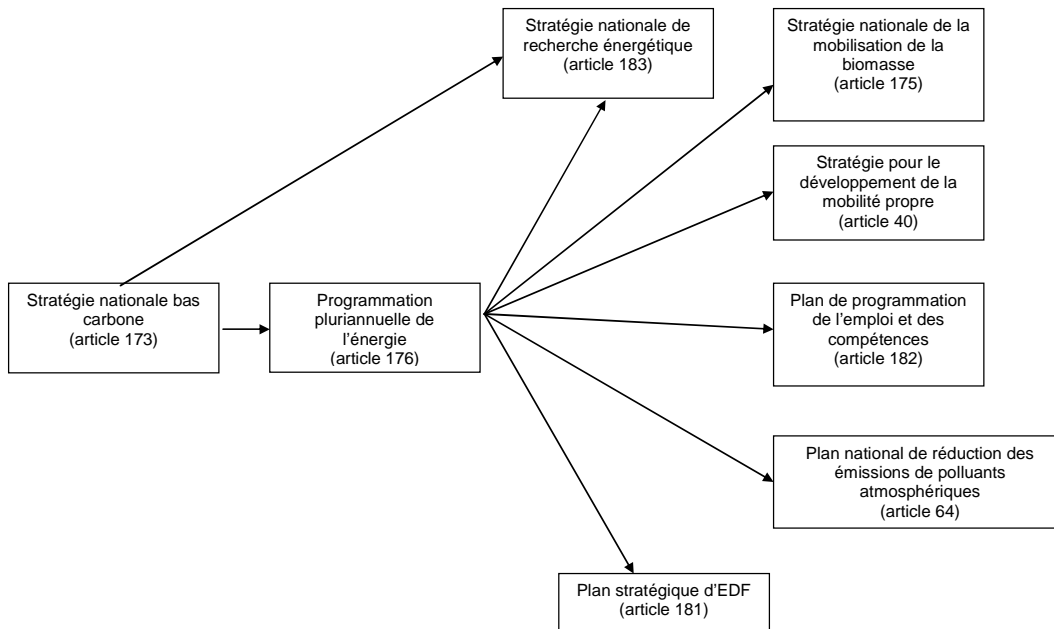 Stratégie nationale de
recherche énergétique
(article 183)
Stratégie nationale de la
mobilisation de la
biomasse
(article 175)
Stratégie pour le
développement de la
mobilité propre
(article 40)
Stratégie nationale bas
carbone
(article 173)
Programmation
pluriannuelle de
l'énergie
(article 176)
Plan de programmation
de l'emploi et des
compétences
(article 182)
Plan national de réduction des
émissions de polluants
atmosphériques
(article 64)
Plan stratégique d'EDF
(article 181)